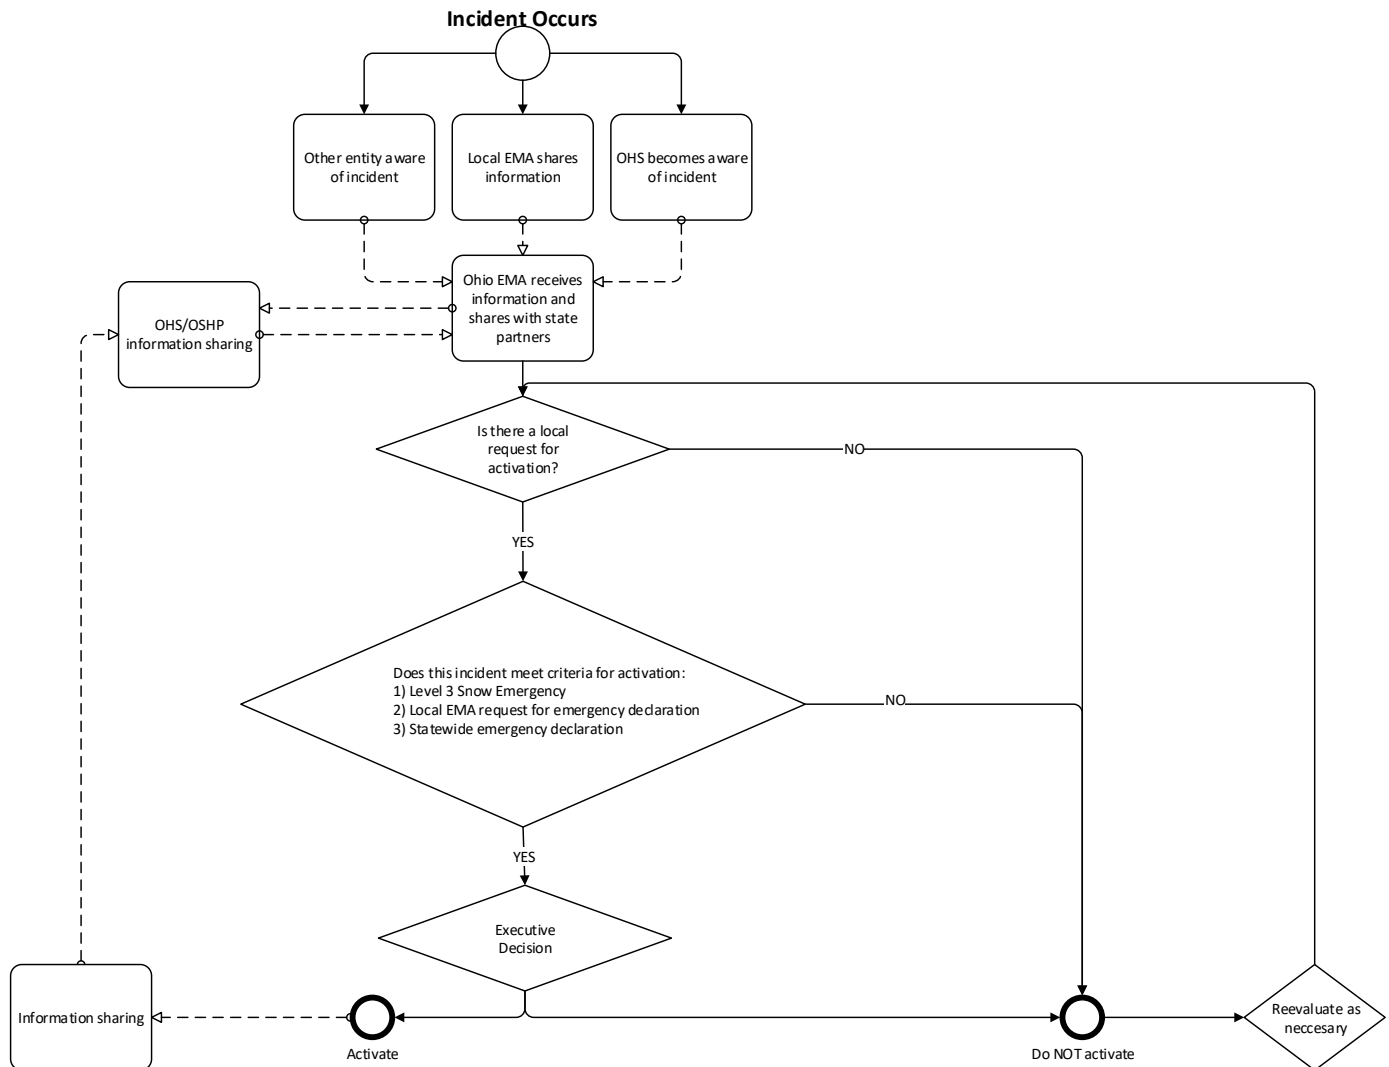 Incident Occurs
Other entity aware
of incident
Local EMA shares
information
OHS becomes aware
of incident
Ohio EMA receives
information and
shares with state
partners
OHS/OSHP
information sharing
Is there a local
request for
activation?
NO
YES
Does this incident meet criteria for activation:
1) Level 3 Snow Emergency
2) Local EMA request for emergency declaration
3) Statewide emergency declaration
NO
YES
Executive
Decision
Information sharing
Activate
Do NOT activate
Reevaluate as
neccesary